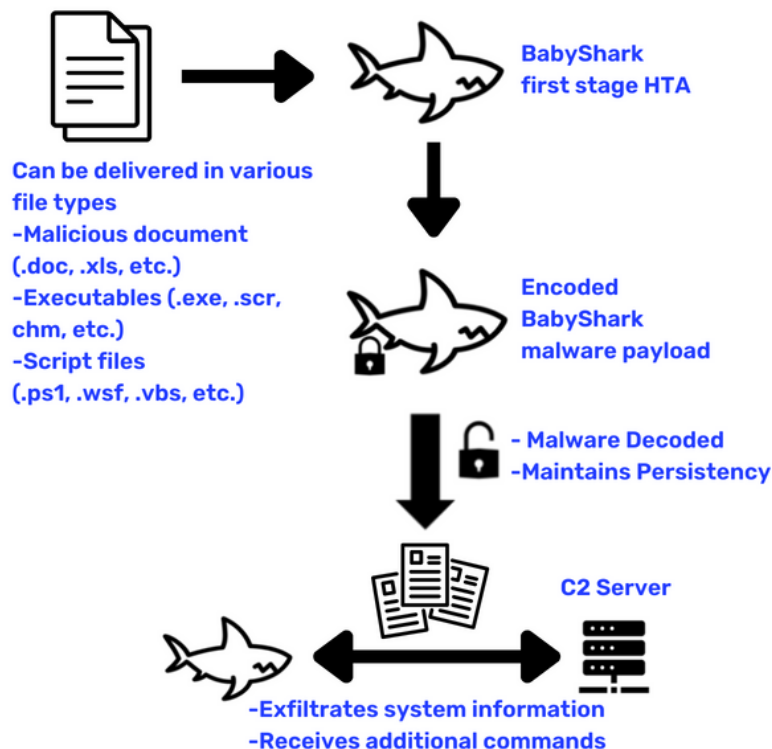 BabyShark
first stage HTA
Can be delivered in various
file types
-Malicious document
(.doc, .xls, etc.)
-Executables (.exe, .scr,
chm, etc.)
-Script files
(.ps1, .wsf, .vbs, etc.)
Encoded
BabyShark
malware payload
- Malware Decoded
-Maintains Persistency
C2 Server
-Exfiltrates system information
-Receives additional commands